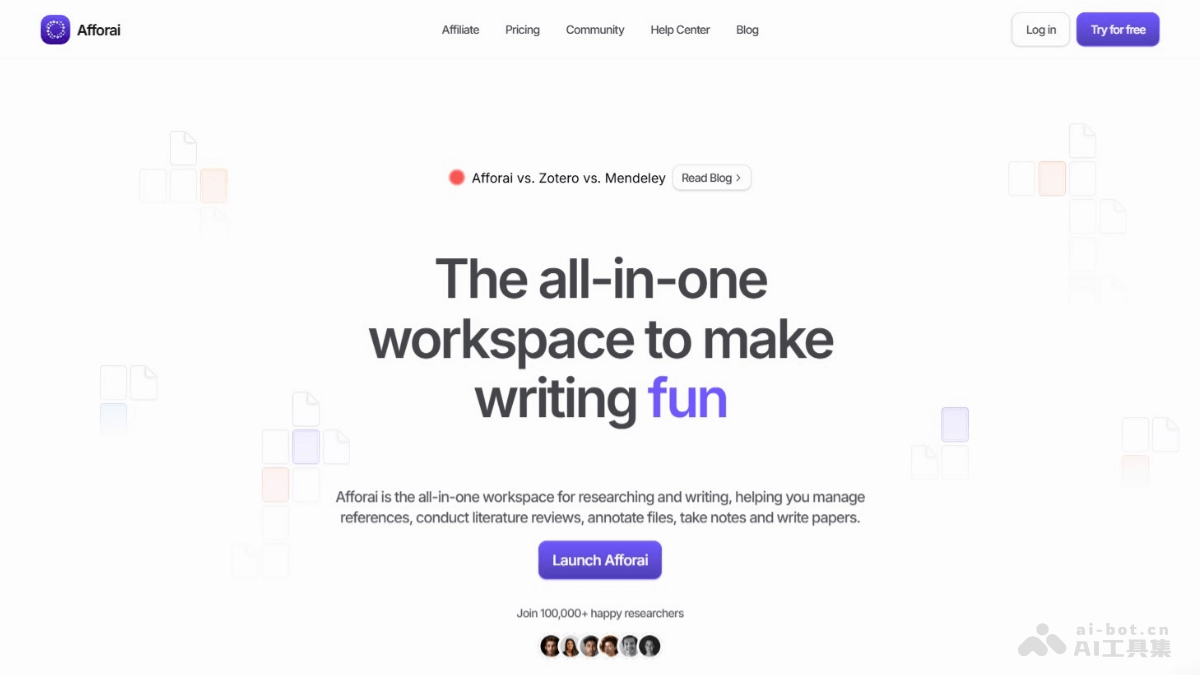 Afforai
Affiliate
Pricing
Community
Help Center
Blog
Log in
Try for free
Afforai vs. Zotero vs. Mendeley
Read Blog >
The all-in-one
workspace to make
writing fun
Afforai is the all-in-one workspace for researching and writing, helping you manage
references, conduct literature reviews, annotate files, take notes and write papers.
Launch Afforai
Join 100,000+ happy researchers
ai-bot.cn
AI工具集